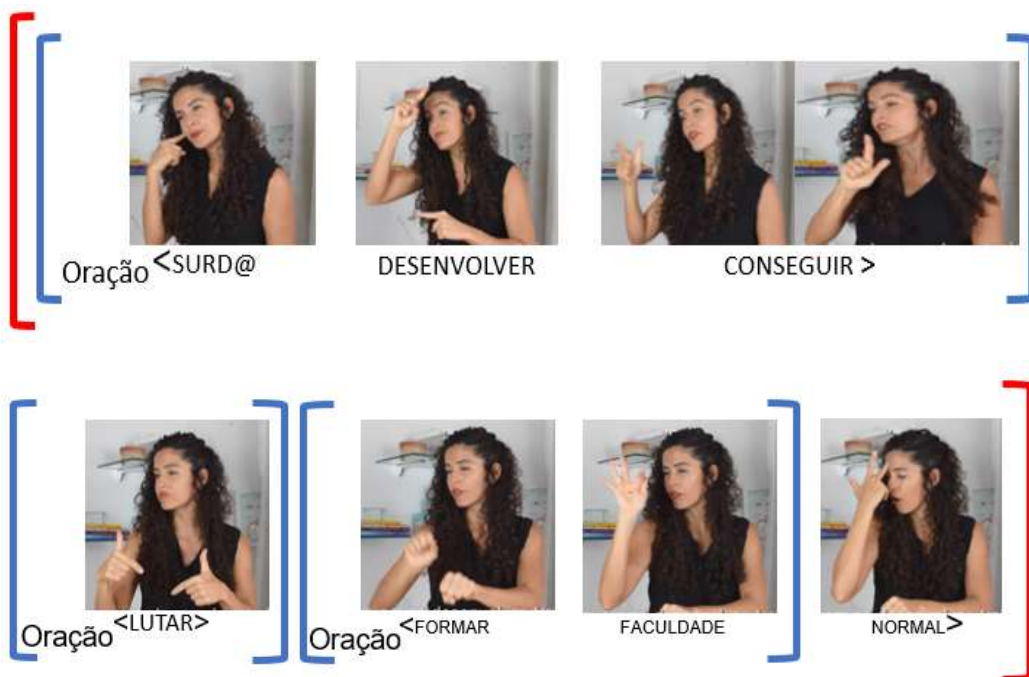 Oração <SURD@ DESENVOLVER CONSEGUIR >
Oração <LUTAR> Oração <FORMAR FACULDADE NORMAL>